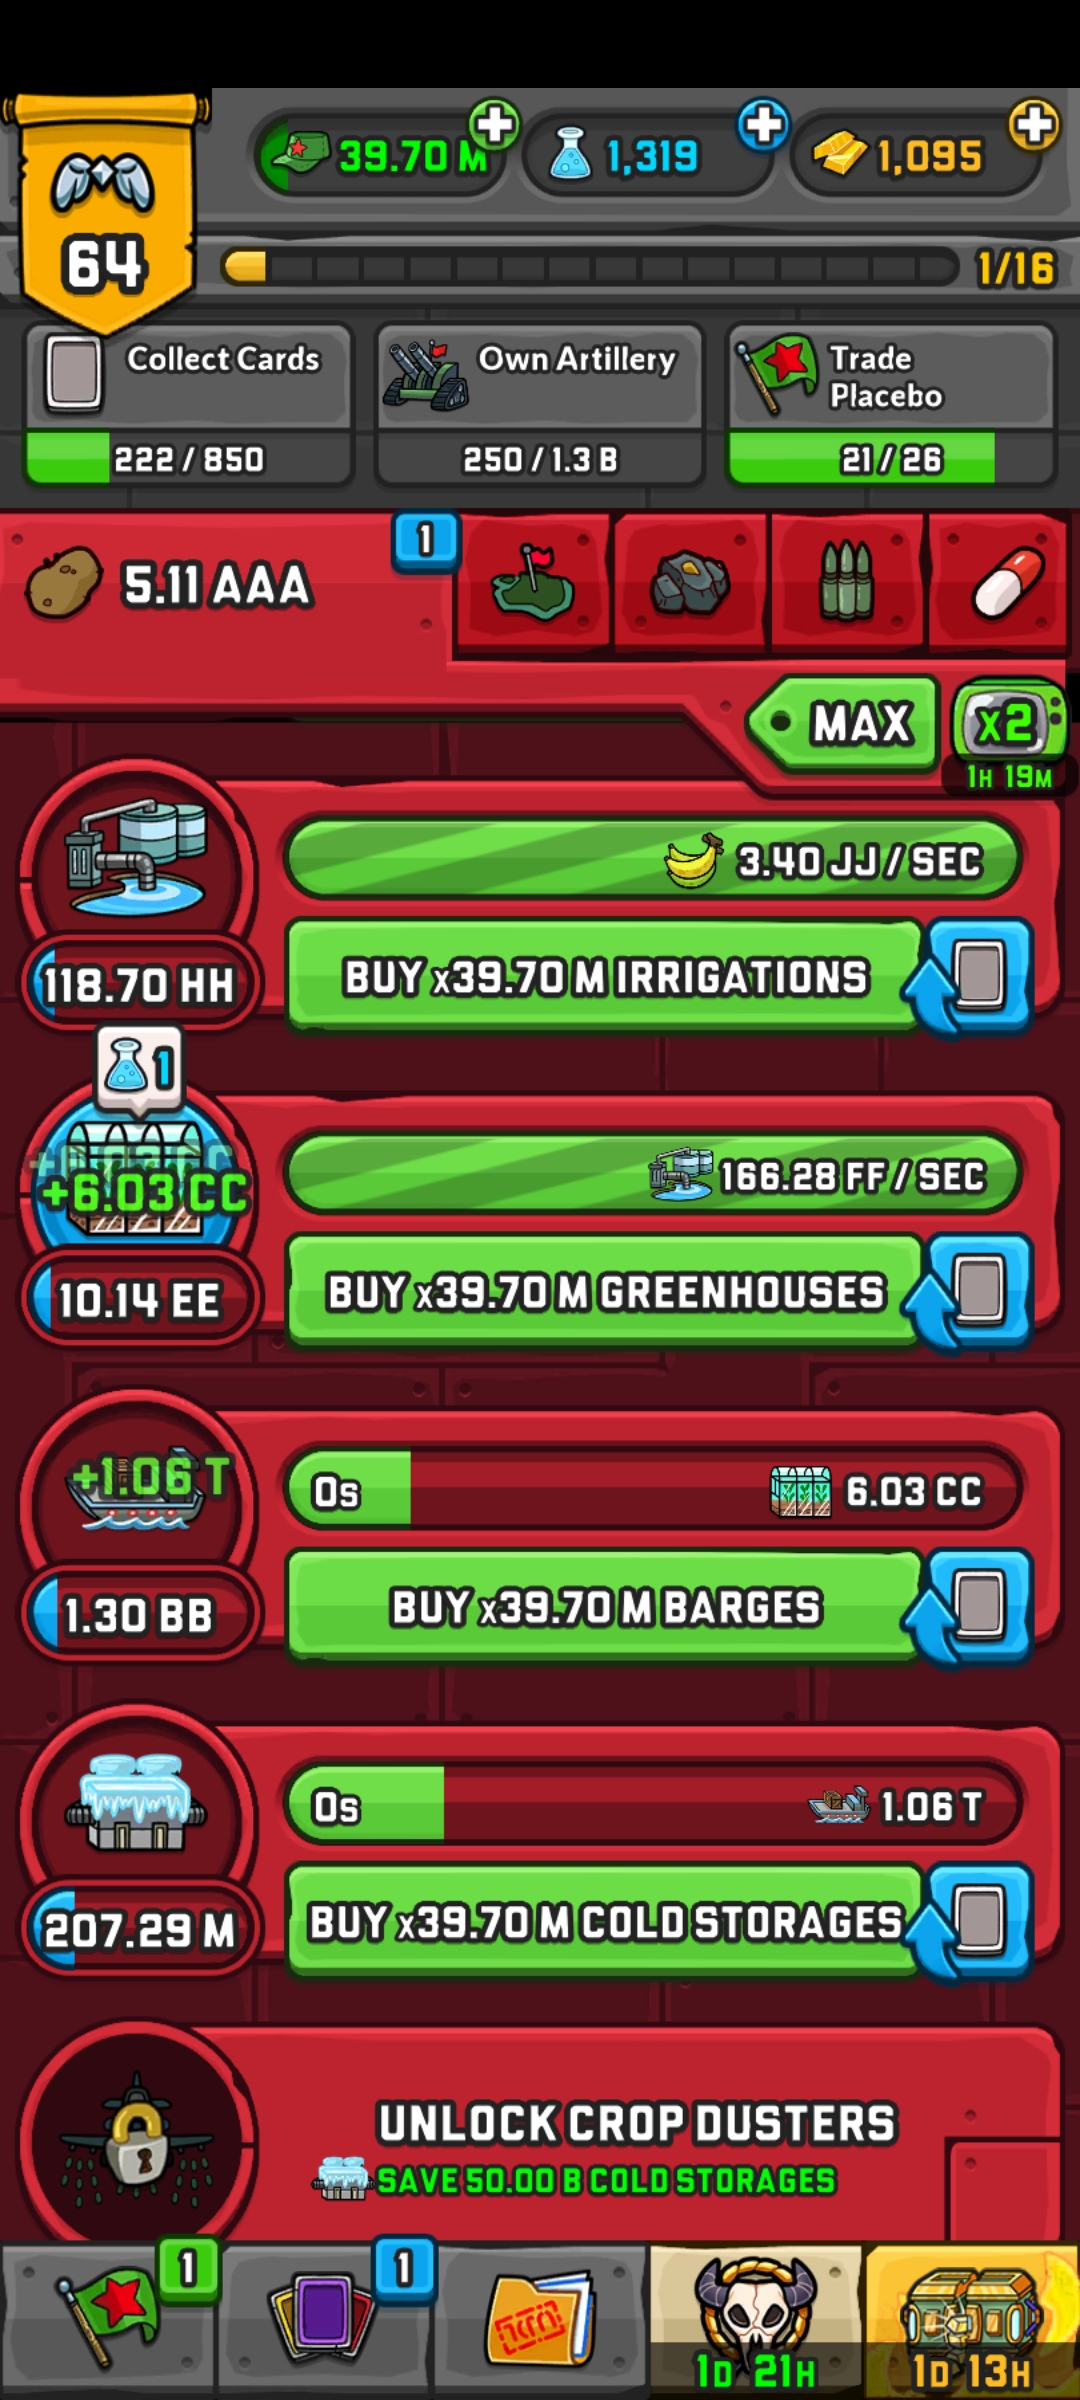 39.70 M
1,319
1,095
64
1/16
Collect Cards
222 / 850
Own Artillery
250 / 1.3 B
Trade
Placebo
21 / 26
5.11 AAA
1
MAX
x2
1H 19M
3.40 JJ / SEC
118.70 HH
BUY x39.70 M IRRIGATIONS
1
+6.03 CC
166.28 FF / SEC
10.14 EE
BUY x39.70 M GREENHOUSES
+1.06 T
0s
6.03 CC
1.30 BB
BUY x39.70 M BARGES
0s
1.06 T
207.29 M
BUY x39.70 M COLD STORAGES
UNLOCK CROP DUSTERS
SAVE 50.00 B COLD STORAGES
1
1
1D 21H
1D 13H